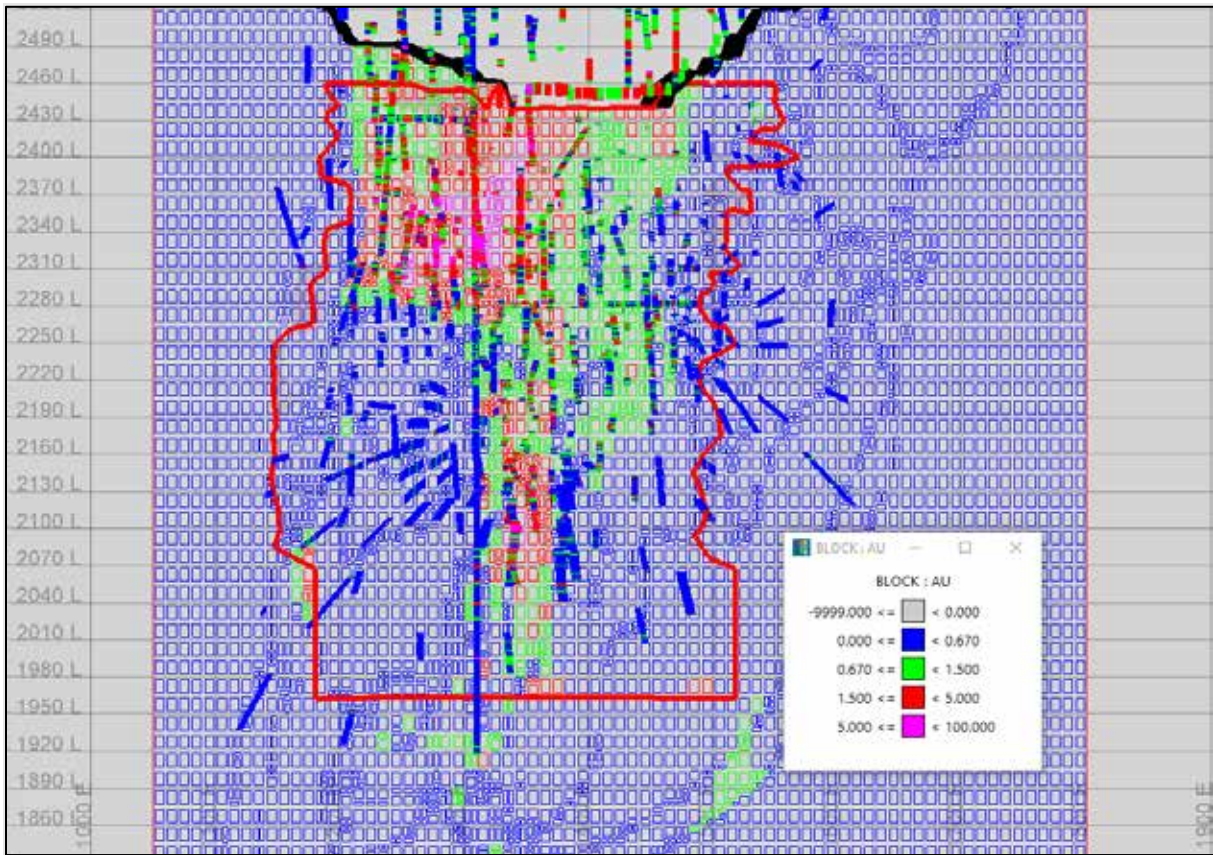 2490 L
2460 L
2430 L
2400 L
2370 L
2340 L
2310 L
2280 L
2250 L
2220 L
2190 L
2160 L
2130 L
2100 L
2070 L
2040 L
2010 L
1980 L
1950 L
1920 L
1890 L
1860 L
1000 E
1900 E
BLOCK : AU
BLOCK : AU
-9999.000 <= < 0.000
0.000 <= < 0.670
0.670 <= < 1.500
1.500 <= < 5.000
5.000 <= < 100.000